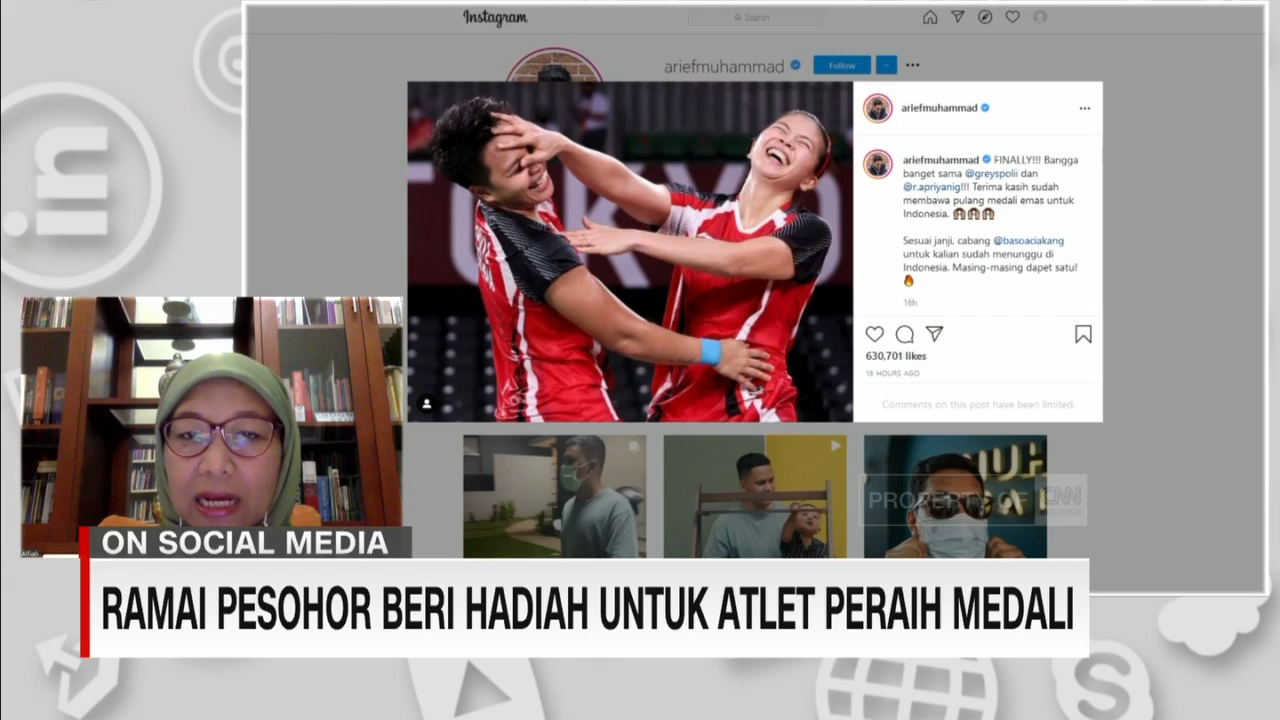 Instagram
Search
ariefmuhammad
Follow
ariefmuhammad
ariefmuhammad FINALLY!!! Bangga
banget sama @greyspolii dan
@r.apriyanig!!! Terima kasih sudah
membawa pulang medali emas untuk
Indonesia.
Sesuai janji, cabang @basoaciakang
untuk kalian sudah menunggu di
Indonesia. Masing-masing dapet satu!
16h
630,701 likes
16 HOURS AGO
Comments on this post have been limited.
TOKYO
in
PROPERTY OF CNN
Indonesia
Afifah
ON SOCIAL MEDIA
RAMAI PESOHOR BERI HADIAH UNTUK ATLET PERAIH MEDALI